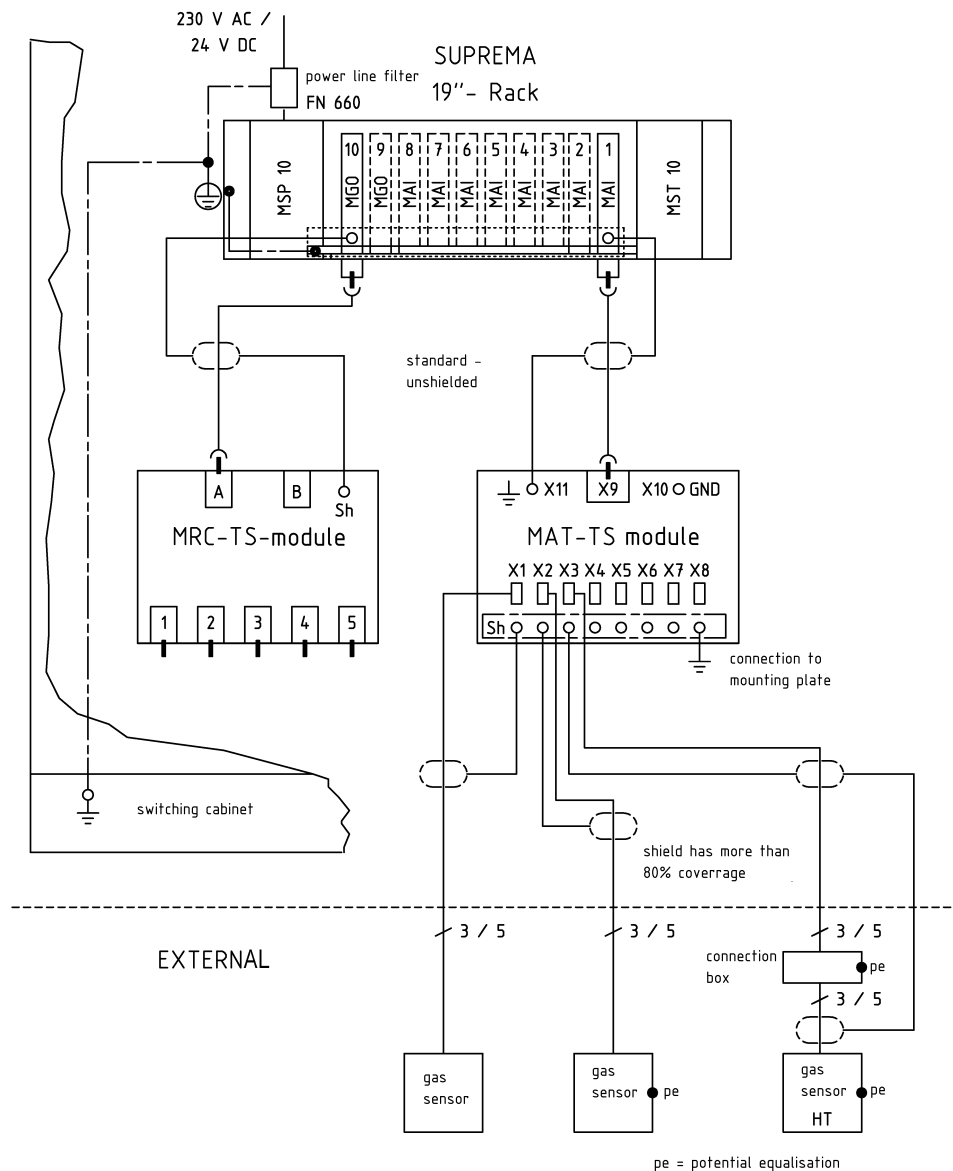 230 V AC /
24 V DC
SUPREMA
19"- Rack
power line filter
FN 660
MSP 10
10 9 8 7 6 5 4 3 2 1
MGO MGO MAI MAI MAI MAI MAI MAI MAI MAI
MST 10
standard -
unshielded
A B
Sh
MRC-TS-module
1 2 3 4 5
X11 X9 X10 GND
MAT-TS module
X1 X2 X3 X4 X5 X6 X7 X8
Sh
connection to
mounting plate
switching cabinet
shield has more than
80% coverrage
EXTERNAL
3 / 5
3 / 5
3 / 5
connection
box
pe
3 / 5
gas
sensor
gas
sensor
pe
gas
sensor
HT
pe
pe = potential equalisation